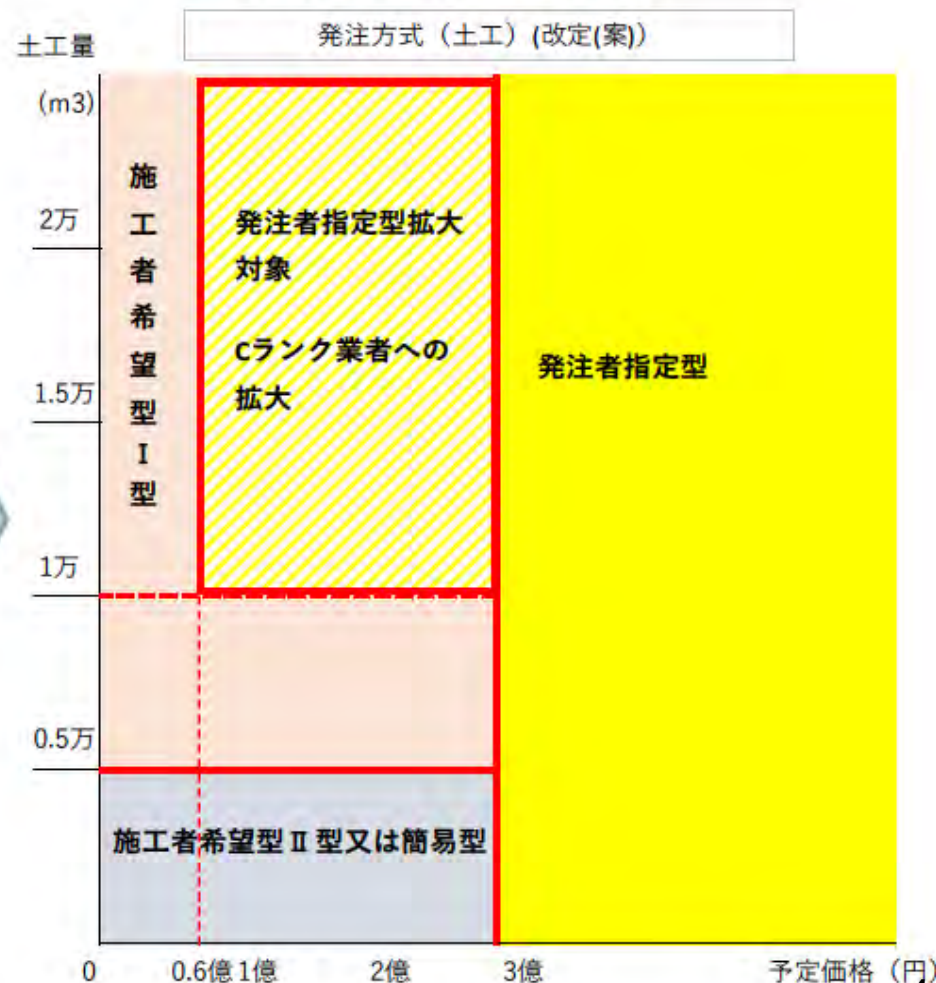 発注方式（土工）(改定(案))
土工量
(m3)
2万
1.5万
1万
0.5万
施工者希望型Ⅰ型
発注者指定型拡大
対象
Cランク業者への
拡大
発注者指定型
施工者希望型Ⅱ型又は簡易型
0
0.6億
1億
2億
3億
予定価格（円）